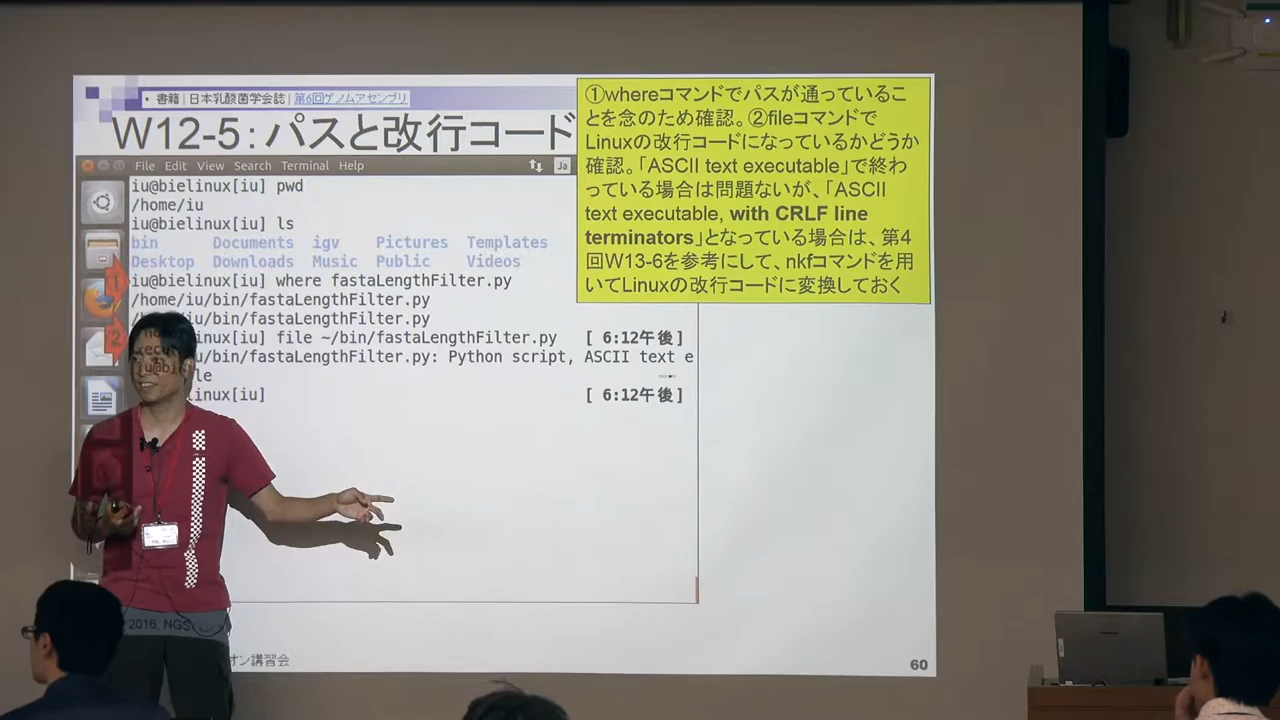 ・書籍 | 日本乳酸菌学会誌 | 第6回ゲノムアセンブリ
W12-5:パスと改行コード
①whereコマンドでパスが通っているこ
とを念のため確認。②fileコマンドで
Linuxの改行コードになっているかどうか
確認。「ASCII text executable」で終わ
っている場合は問題ないが、「ASCII
text executable, with CRLF line
terminators」となっている場合は、第4
回W13-6を参考にして、nkfコマンドを用
いてLinuxの改行コードに変換しておく
File Edit View Search Terminal Help
Ja
iu@bielinux[iu] pwd
/home/iu
iu@bielinux[iu] ls
bin Documents igv Pictures Templates
Desktop Downloads Music Public Videos
iu@bielinux[iu] where fastaLengthFilter.py
/home/iu/bin/fastaLengthFilter.py
/home/iu/bin/fastaLengthFilter.py
linux[iu] file ~/bin/fastaLengthFilter.py [ 6:12午後]
iu/bin/fastaLengthFilter.py: Python script, ASCII text e
le
inux[iu] [ 6:12午後]
①
②
2016, NGS
オン講習会
60